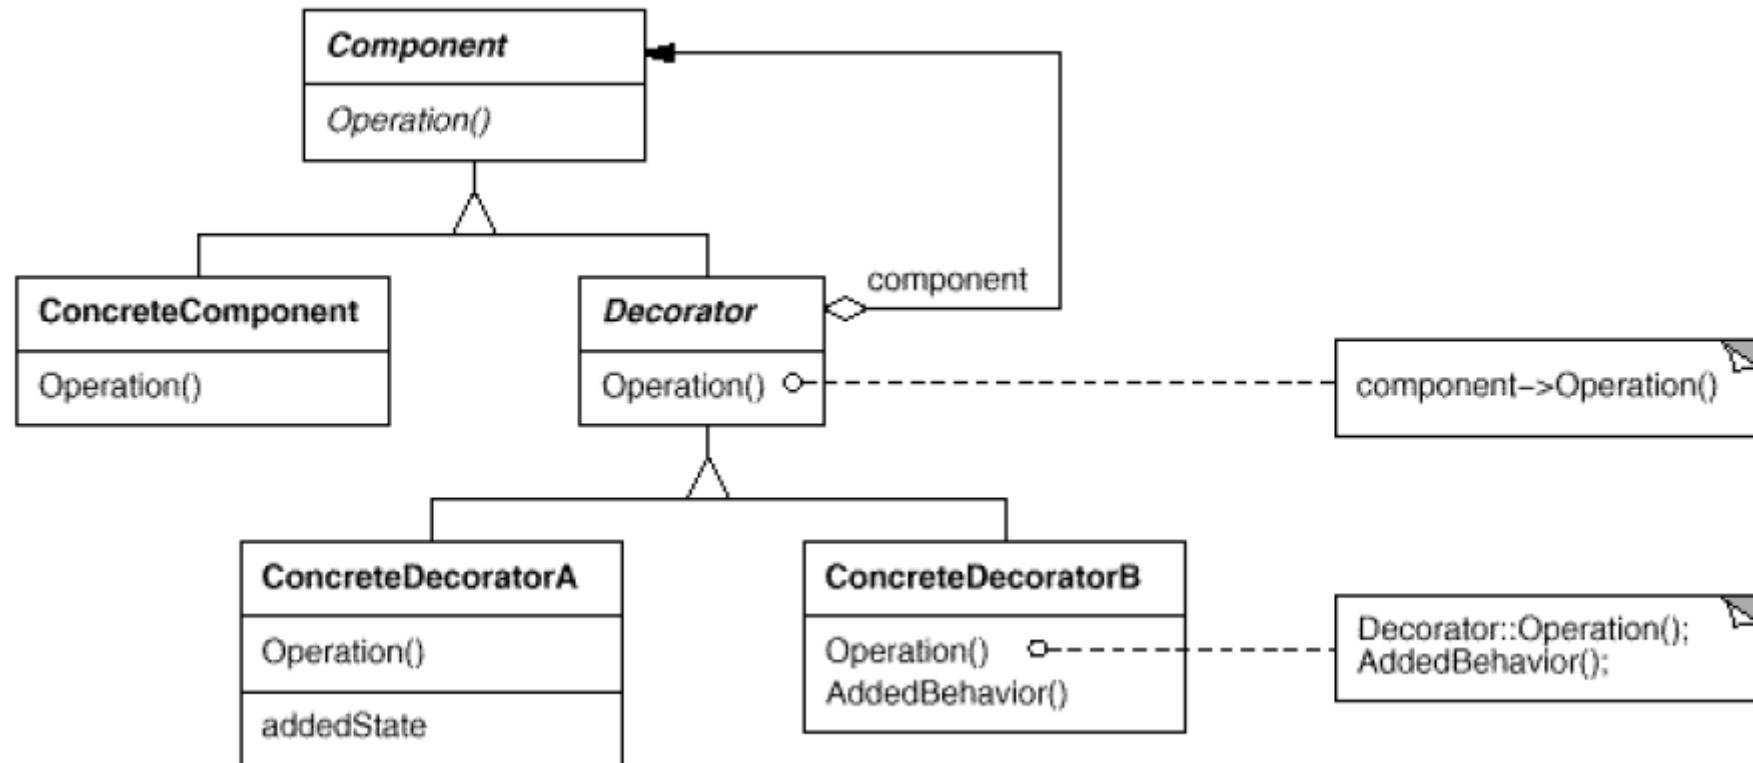 Component
Operation()
component
ConcreteComponent
Operation()
Decorator
Operation()
component–>Operation()
ConcreteDecoratorA
Operation()
addedState
ConcreteDecoratorB
Operation()
AddedBehavior()
Decorator::Operation();
AddedBehavior();